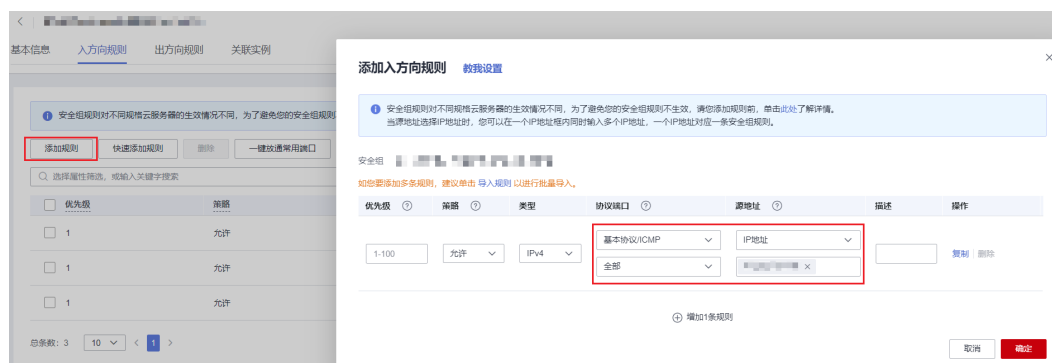 基本信息 入方向规则 出方向规则 关联实例
安全组规则对不同规格云服务器的生效情况不同，为了避免您的安全组规则
添加规则 快速添加规则 删除 一键放通常用端口
选择属性筛选，或输入关键字搜索
优先级 策略
1 允许
1 允许
1 允许
总条数：3 10 < 1 >
添加入方向规则 教我设置
安全组规则对不同规格云服务器的生效情况不同，为了避免您的安全组规则不生效，请您添加规则前，单击此处了解详情。
当源地址选择IP地址时，您可以在一个IP地址框内同时输入多个IP地址，一个IP地址对应一条安全组规则。
安全组
如您要添加多条规则，建议单击 导入规则 以进行批量导入。
优先级 策略 类型 协议端口 源地址 描述 操作
1-100 允许 IPv4 基本协议/ICMP IP地址 复制 删除
全部
增加1条规则
取消 确定